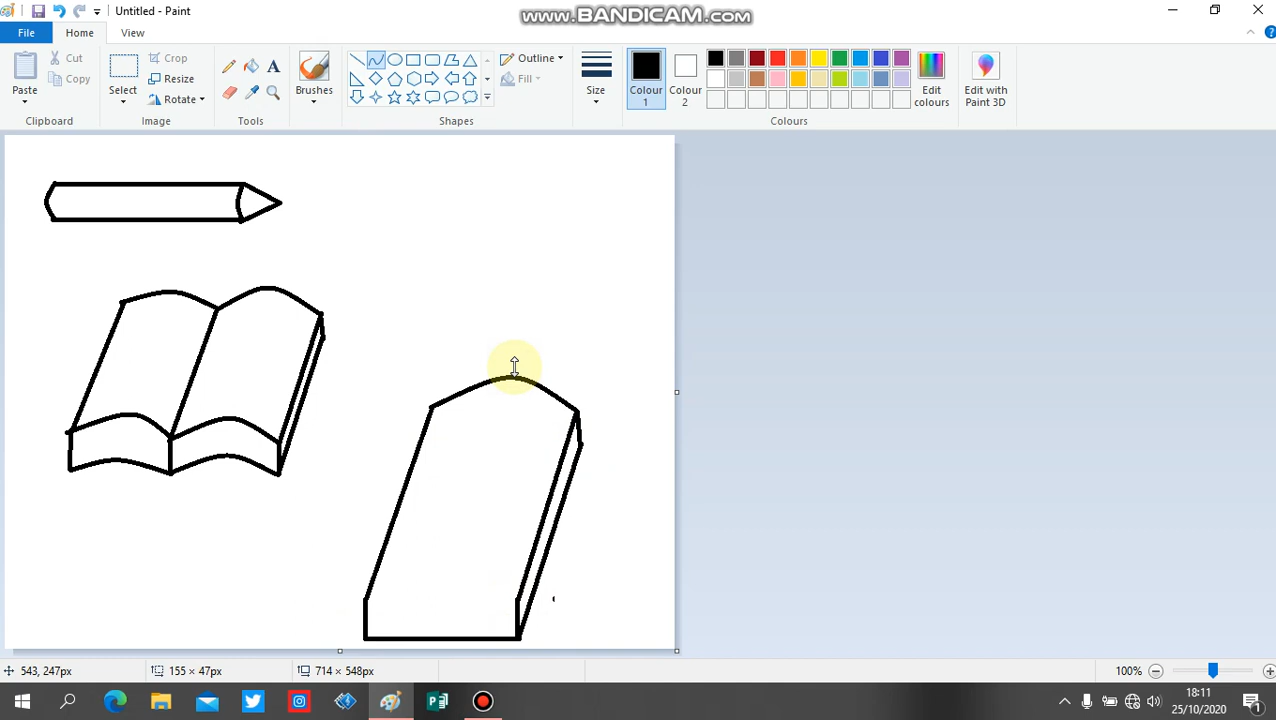 Untitled - Paint
www.BANDICAM.com
File
Home
View
Paste
Cut
Copy
Clipboard
Select
Crop
Resize
Rotate
Image
A
Tools
Brushes
Outline
Fill
Shapes
Size
Colour 1
Colour 2
Edit colours
Edit with Paint 3D
Colours
543, 247px
155 × 47px
714 × 548px
100%
18:11
25/10/2020
1